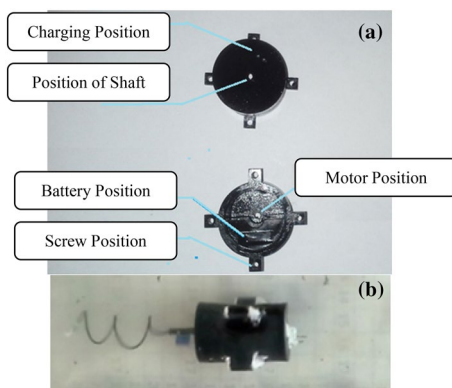 Charging Position
(a)
Position of Shaft
Battery Position
Motor Position
Screw Position
(b)